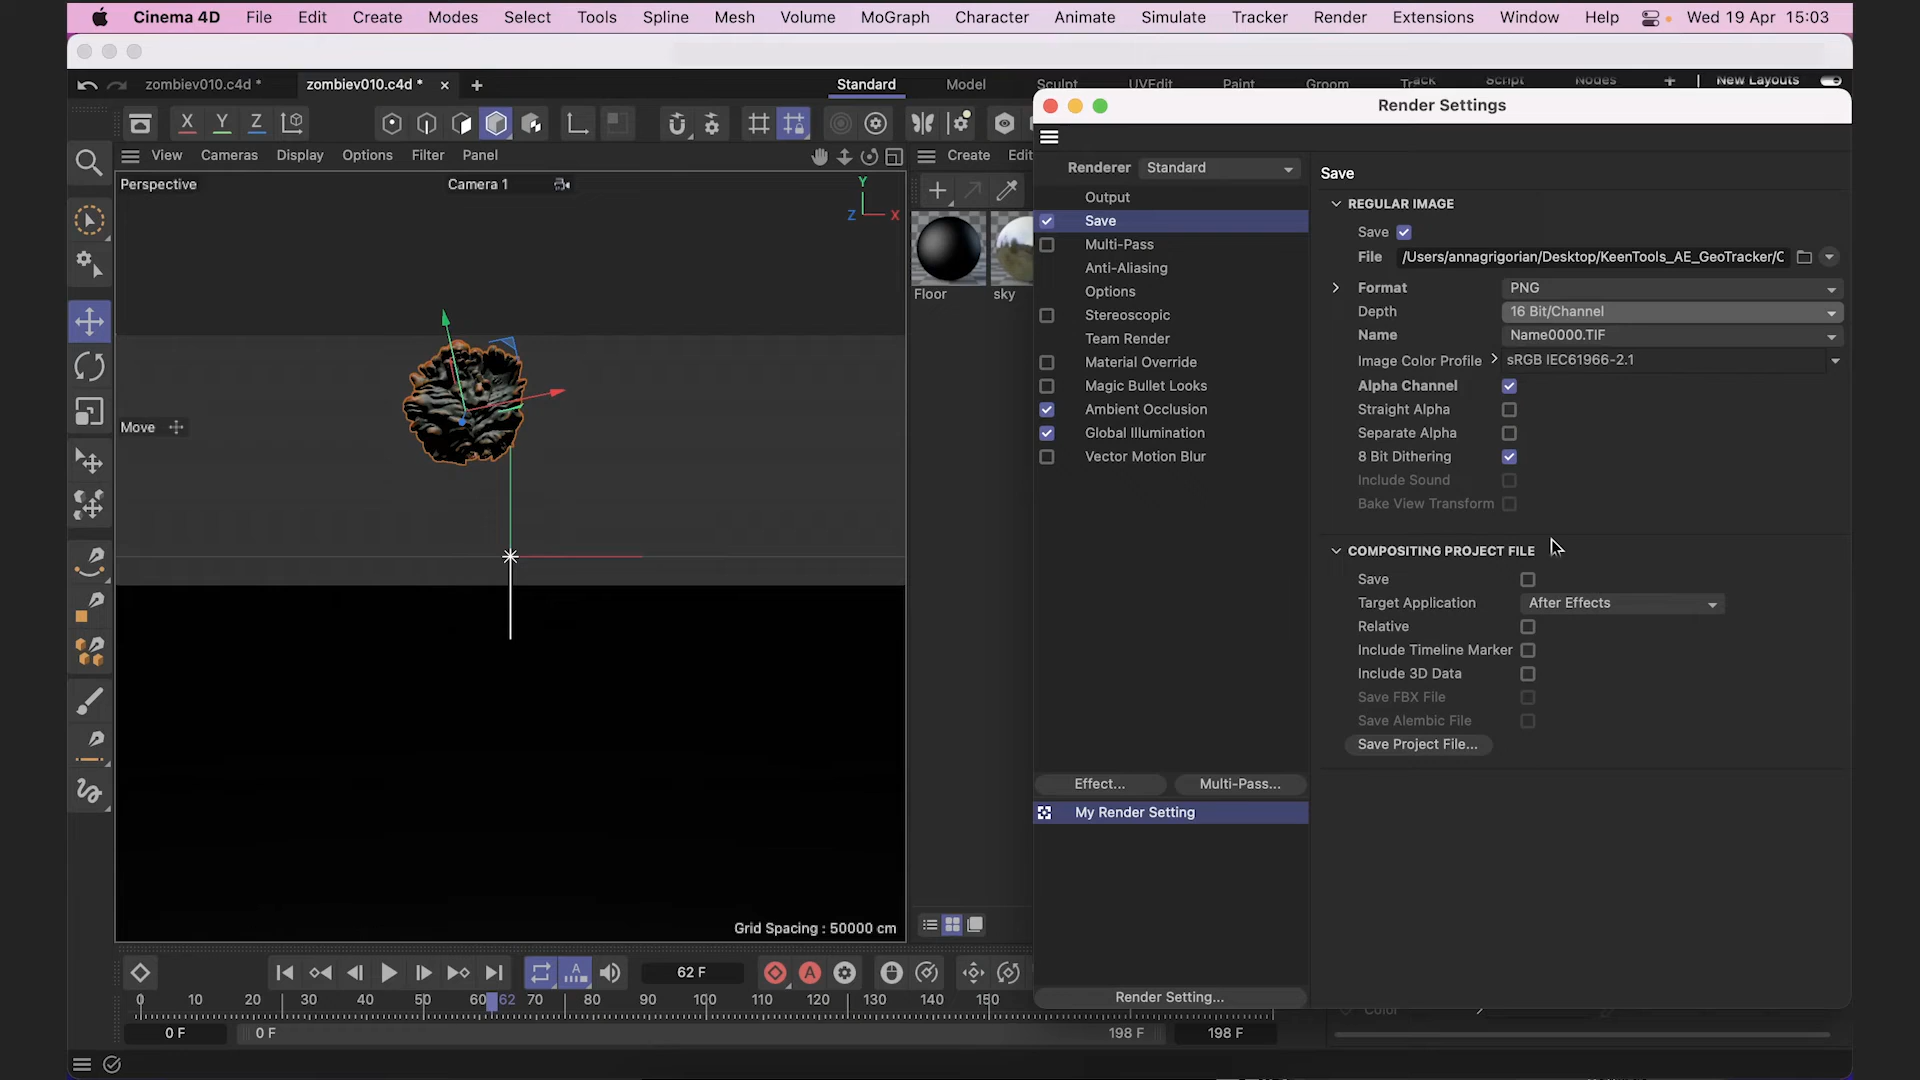 Cinema 4D File Edit Create Modes Select Tools Spline Mesh Volume MoGraph Character Animate Simulate Tracker Render Extensions Window Help Wed 19 Apr 15:03
zombiev010.c4d * zombiev010.c4d * Standard Model Sculpt UVEdit Paint Groom Track Script Nodes New Layouts
Render Settings
X Y Z
View Cameras Display Options Filter Panel Create Edi
Perspective Camera 1
Y
Z X
Move
Grid Spacing : 50000 cm
Floor sky
Renderer Standard
Output
Save
Multi-Pass
Anti-Aliasing
Options
Stereoscopic
Team Render
Material Override
Magic Bullet Looks
Ambient Occlusion
Global Illumination
Vector Motion Blur
Effect... Multi-Pass...
My Render Setting
Render Setting...
Save
REGULAR IMAGE
Save
File /Users/annagrigorian/Desktop/KeenTools_AE_GeoTracker/C
Format PNG
Depth 16 Bit/Channel
Name Name0000.TIF
Image Color Profile sRGB IEC61966-2.1
Alpha Channel
Straight Alpha
Separate Alpha
8 Bit Dithering
Include Sound
Bake View Transform
COMPOSITING PROJECT FILE
Save
Target Application After Effects
Relative
Include Timeline Marker
Include 3D Data
Save FBX File
Save Alembic File
Save Project File...
62 F
A A
0 10 20 30 40 50 60 62 70 80 90 100 110 120 130 140 150
0 F 0 F 198 F 198 F
Color